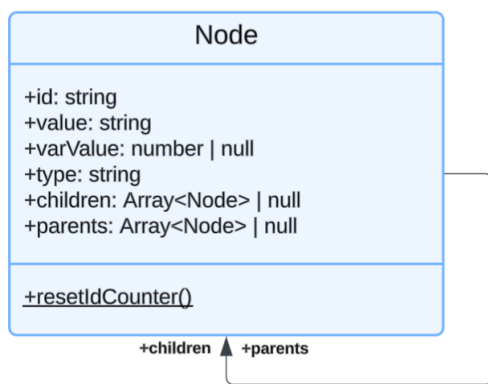 Node
+id: string
+value: string
+varValue: number | null
+type: string
+children: Array<Node> | null
+parents: Array<Node> | null
+resetIdCounter()
+children +parents